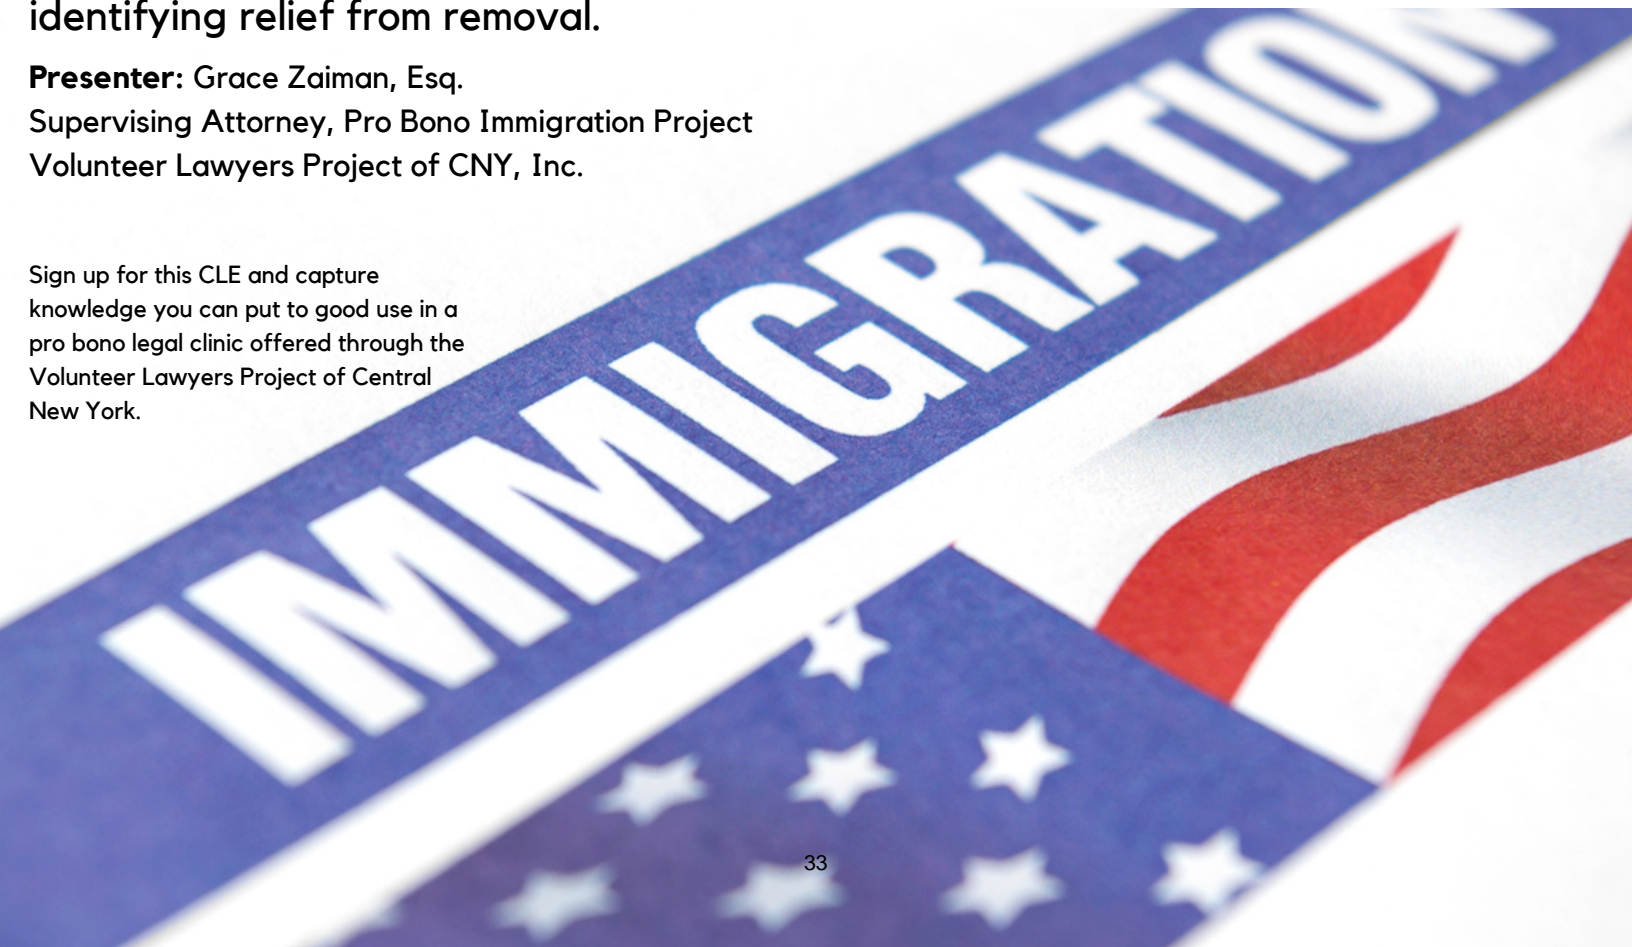 identifying relief from removal.
Presenter: Grace Zaiman, Esq.
Supervising Attorney, Pro Bono Immigration Project
Volunteer Lawyers Project of CNY, Inc.
Sign up for this CLE and capture
knowledge you can put to good use in a
pro bono legal clinic offered through the
Volunteer Lawyers Project of Central
New York.
IMMIGRATION
33